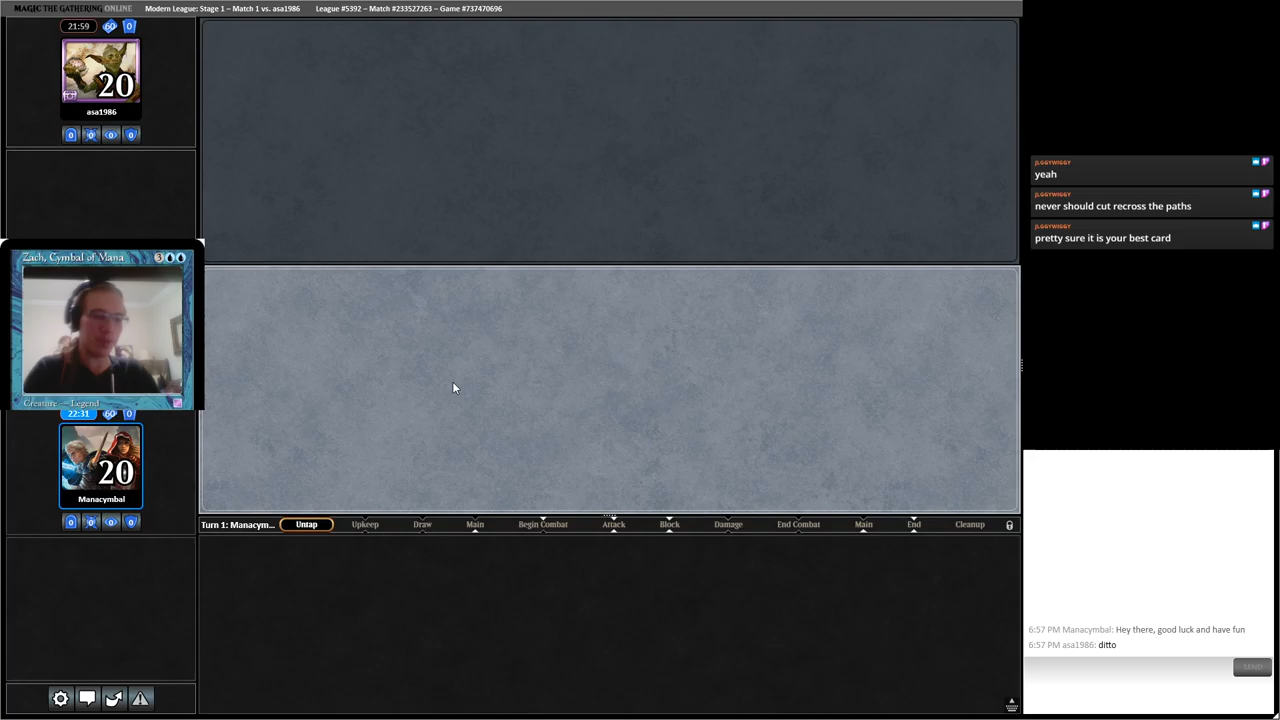 MAGIC THE GATHERING ONLINE
Modern League: Stage 1 – Match 1 vs. asa1986
League #5392 – Match #233527263 – Game #737470696
21:59
60
0
20
asa1986
0
0
0
0
JLGGYWIGGY
yeah
JLGGYWIGGY
never should cut recross the paths
JLGGYWIGGY
pretty sure it is your best card
Zach, Cymbal of Mana
3
Creature — Legend
22:31
60
0
20
Manacymbal
0
0
0
0
Turn 1: Manacym...
Untap
Upkeep
Draw
Main
Begin Combat
Attack
Block
Damage
End Combat
Main
End
Cleanup
6:57 PM Manacymbal: Hey there, good luck and have fun
6:57 PM asa1986: ditto
SEND